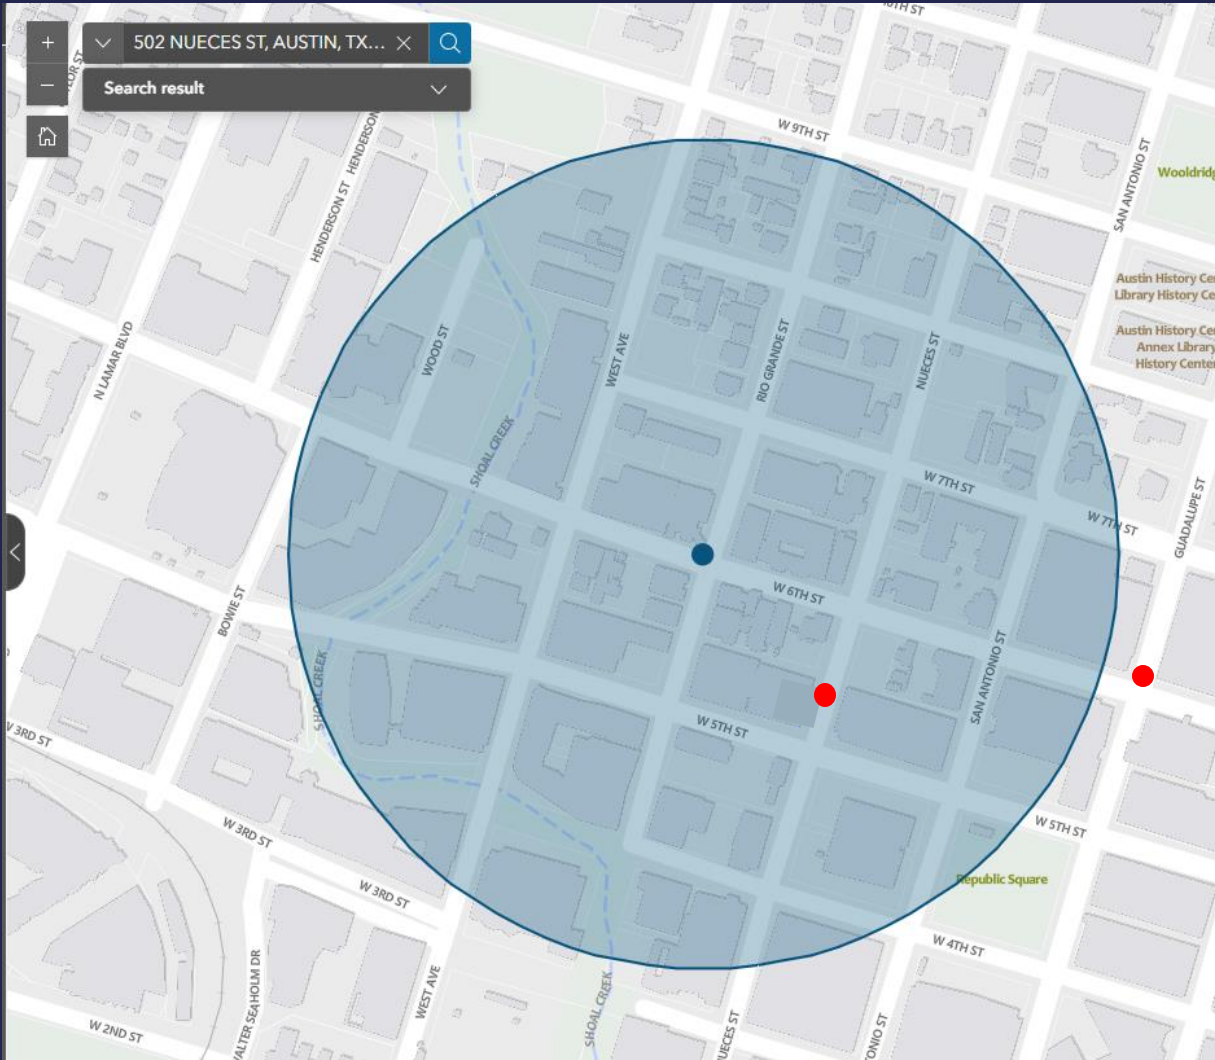 502 NUECES ST, AUSTIN, TX...
Search result
W 9TH ST
SAN ANTONIO ST
HENDERSON
HENDERSON ST
Austin History Ce
Library History Ce
Austin History Ce
Annex Library
History Center
N LAMAR BLVD
WOOD ST
WEST AVE
RIO GRANDE ST
NUECES ST
SHOAL CREEK
W 7TH ST
W 7TH ST
GUADALUPE ST
BOWIE ST
W 6TH ST
SHOAL CREEK
SAN ANTONIO ST
W 5TH ST
W 3RD ST
W 3RD ST
W 5TH ST
Republic Square
W 3RD ST
W 4TH ST
WALTER SEAHOLM DR
WEST AVE
SHOAL CREEK
UECES ST
ONIO ST
W 2ND ST